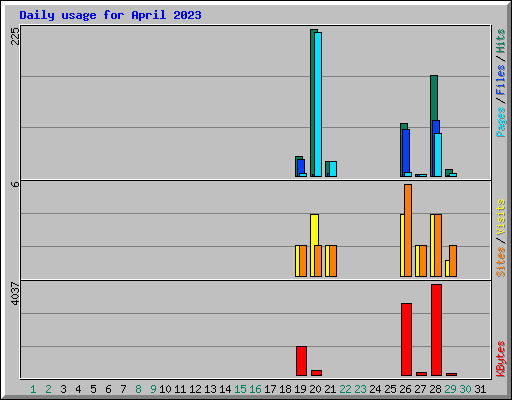 Daily usage for April 2023
225
Pages / Files / Hits
6
Sites / Visits
4037
KBytes
1 2 3 4 5 6 7 8 9 10 11 12 13 14 15 16 17 18 19 20 21 22 23 24 25 26 27 28 29 30 31